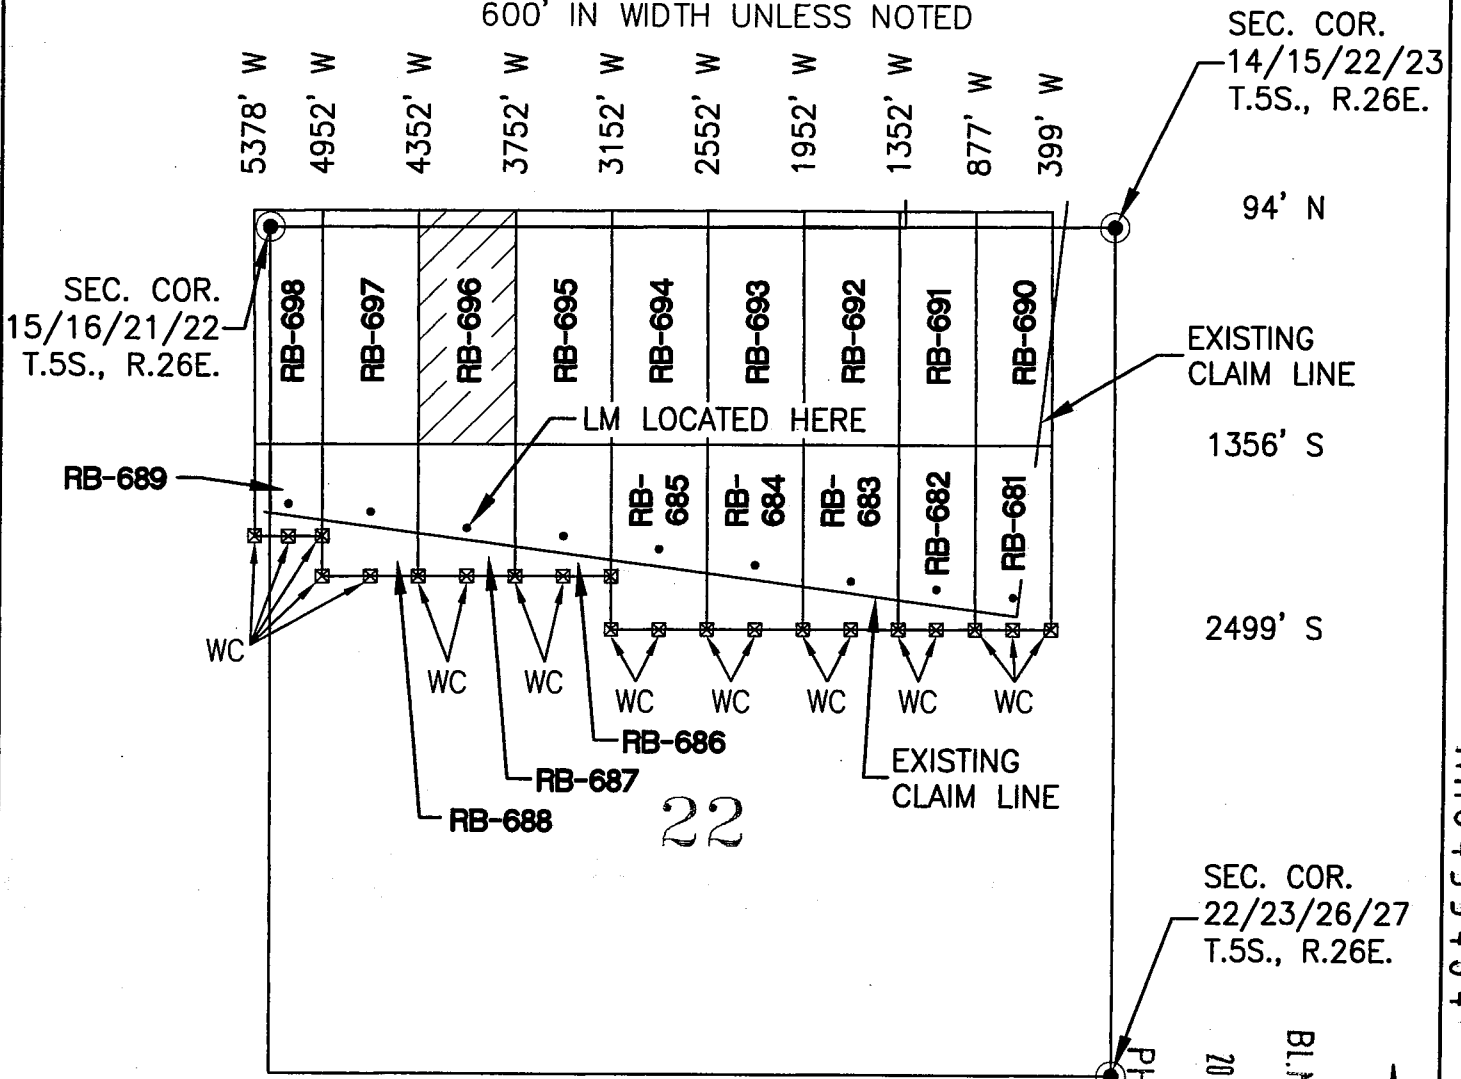 600' IN WIDTH UNLESS NOTED
SEC. COR.
14/15/22/23
T.5S., R.26E.
5378' W
4952' W
4352' W
3752' W
3152' W
2552' W
1952' W
1352' W
877' W
399' W
94' N
SEC. COR.
15/16/21/22
T.5S., R.26E.
RB-698
RB-697
RB-696
RB-695
RB-694
RB-693
RB-692
RB-691
RB-690
EXISTING
CLAIM LINE
LM LOCATED HERE
1356' S
RB-689
RB-
685
RB-
684
RB-
683
RB-682
RB-681
2499' S
WC
WC
WC
WC
WC
WC
WC
WC
RB-686
RB-687
RB-688
EXISTING
CLAIM LINE
22
SEC. COR.
22/23/26/27
T.5S., R.26E.
20